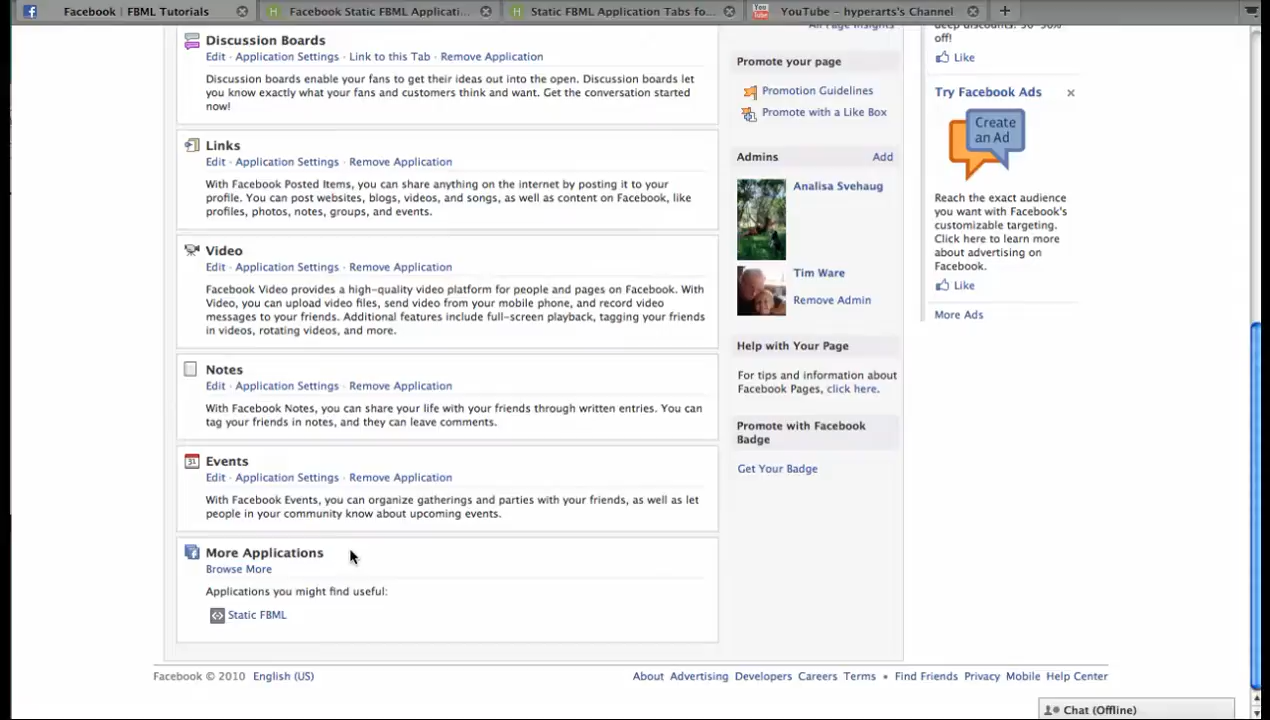 Facebook | FBML Tutorials
Facebook Static FBML Applicati...
Static FBML Application Tabs fo...
You Tube
YouTube – hyperarts's Channel
Discussion Boards
Edit · Application Settings · Link to this Tab · Remove Application
Discussion boards enable your fans to get their ideas out into the open. Discussion boards let
you know exactly what your fans and customers think and want. Get the conversation started
now!
Links
Edit · Application Settings · Remove Application
With Facebook Posted Items, you can share anything on the internet by posting it to your
profile. You can post websites, blogs, videos, and songs, as well as content on Facebook, like
profiles, photos, notes, groups, and events.
Video
Edit · Application Settings · Remove Application
Facebook Video provides a high-quality video platform for people and pages on Facebook. With
Video, you can upload video files, send video from your mobile phone, and record video
messages to your friends. Additional features include full-screen playback, tagging your friends
in videos, rotating videos, and more.
Notes
Edit · Application Settings · Remove Application
With Facebook Notes, you can share your life with your friends through written entries. You can
tag your friends in notes, and they can leave comments.
31
Events
Edit · Application Settings · Remove Application
With Facebook Events, you can organize gatherings and parties with your friends, as well as let
people in your community know about upcoming events.
More Applications
Browse More
Applications you might find useful:
Static FBML
All Page Insights
Promote your page
Promotion Guidelines
Promote with a Like Box
Admins
Add
Analisa Svehaug
Tim Ware
Remove Admin
Help with Your Page
For tips and information about
Facebook Pages, click here.
Promote with Facebook
Badge
Get Your Badge
off!
Like
Try Facebook Ads
Create
an Ad
Reach the exact audience
you want with Facebook's
customizable targeting.
Click here to learn more
about advertising on
Facebook.
Like
More Ads
Facebook © 2010 English (US)
About Advertising Developers Careers Terms • Find Friends Privacy Mobile Help Center
Chat (Offline)